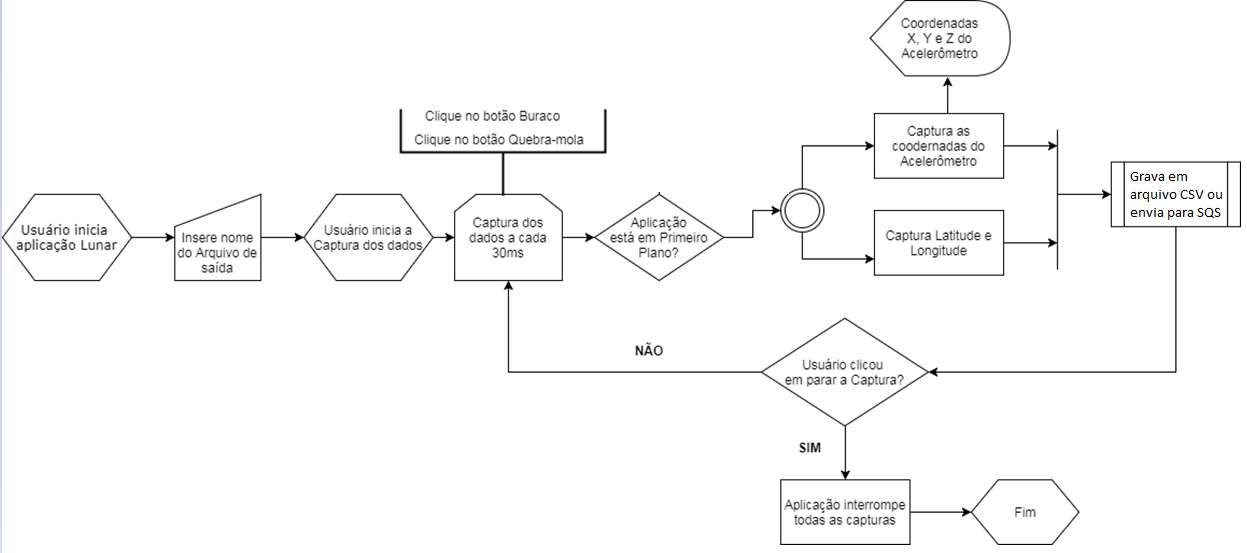 Coordenadas
X, Y e Z do
Acelerômetro
Clique no botão Buraco
Clique no botão Quebra-mola
Usuário inicia
aplicação Lunar
Insere nome
do Arquivo de
saída
Usuário inicia a
Captura dos dados
Captura dos
dados a cada
30ms
Aplicação
está em Primeiro
Plano?
Captura as
coodernadas do
Acelerômetro
Captura Latitude e
Longitude
Grava em
arquivo CSV ou
envia para SQS
NÃO
Usuário clicou
em parar a Captura?
SIM
Aplicação interrompe
todas as capturas
Fim